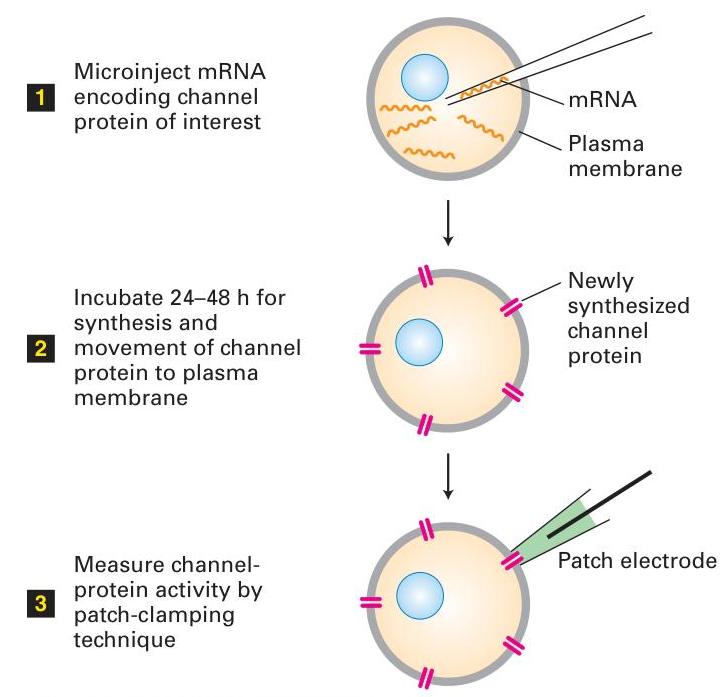 1
Microinject mRNA
encoding channel
protein of interest
mRNA
Plasma
membrane
2
Incubate 24–48 h for
synthesis and
movement of channel
protein to plasma
membrane
Newly
synthesized
channel
protein
3
Measure channel-
protein activity by
patch-clamping
technique
Patch electrode